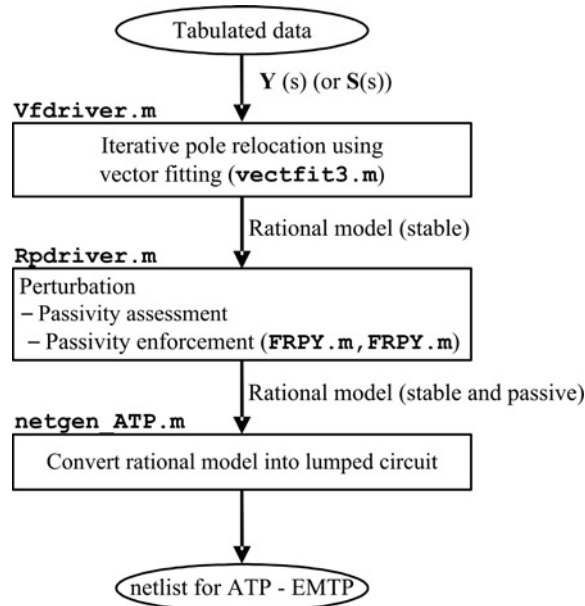 Tabulated data
Y (s) (or S(s))
Vfdriver.m
Iterative pole relocation using
vector fitting (vectfit3.m)
Rational model (stable)
Rpdriver.m
Perturbation
– Passivity assessment
– Passivity enforcement (FRPY.m,FRPY.m)
Rational model (stable and passive)
netgen_ATP.m
Convert rational model into lumped circuit
netlist for ATP - EMTP